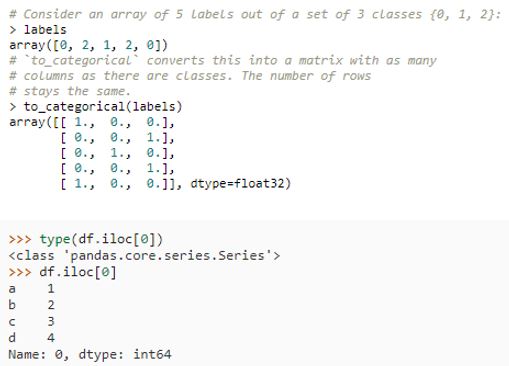 # Consider an array of 5 labels out of a set of 3 classes {0, 1, 2}:
> labels
array([0, 2, 1, 2, 0])
# `to_categorical` converts this into a matrix with as many
# columns as there are classes. The number of rows
# stays the same.
> to_categorical(labels)
array([[ 1., 0., 0.],
[ 0., 0., 1.],
[ 0., 1., 0.],
[ 0., 0., 1.],
[ 1., 0., 0.]], dtype=float32)
>>> type(df.iloc[0])
<class 'pandas.core.series.Series'>
>>> df.iloc[0]
a 1
b 2
c 3
d 4
Name: 0, dtype: int64